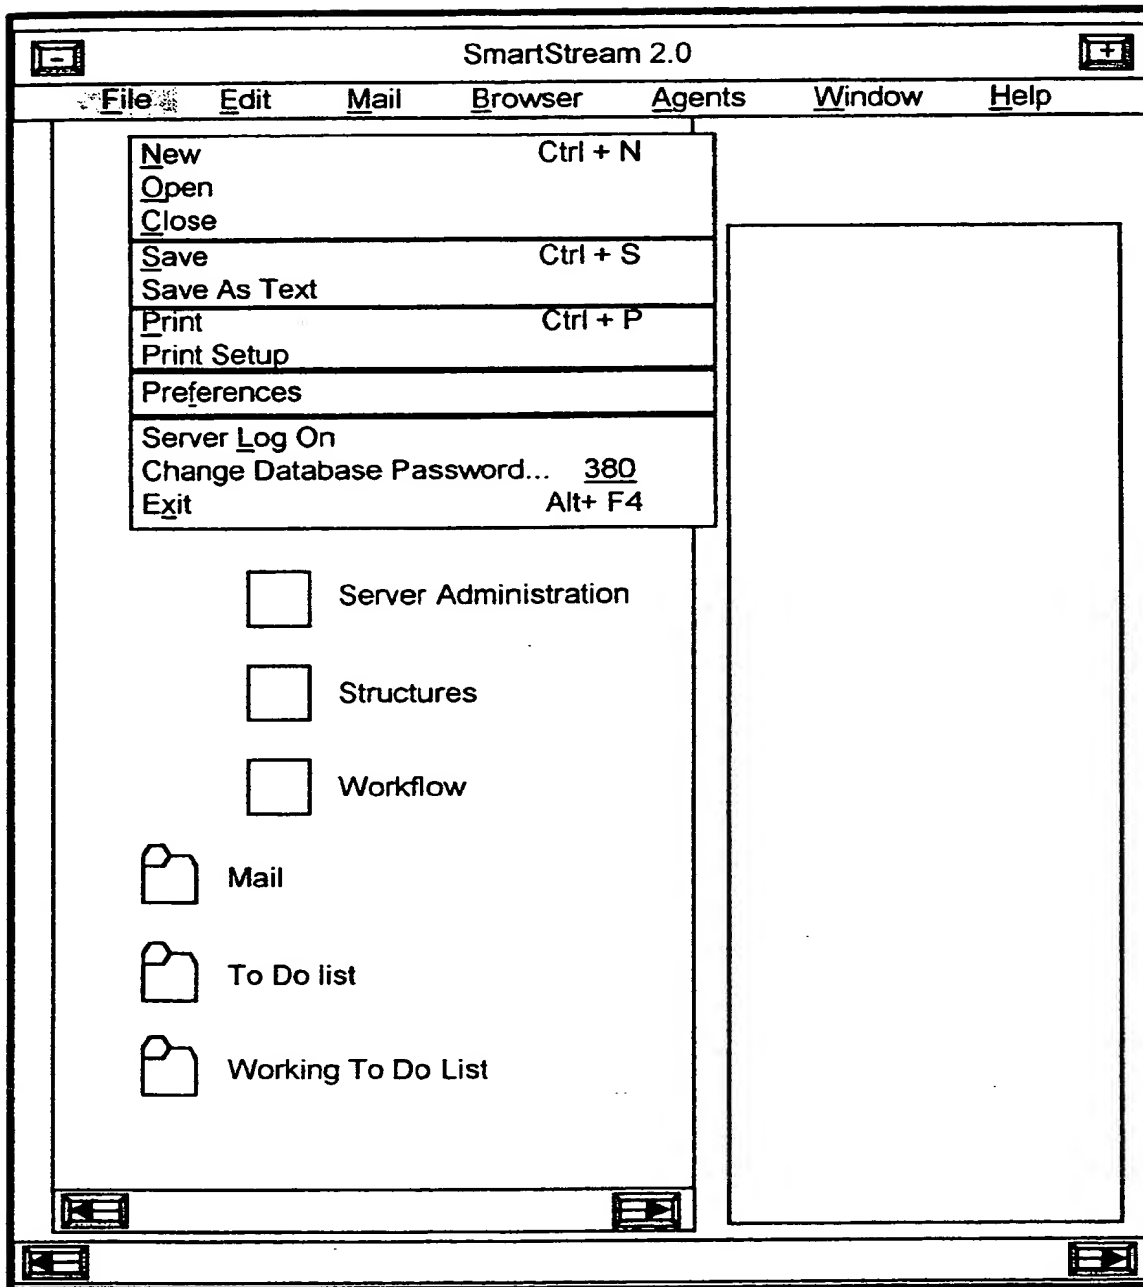 SmartStream 2.0
File Edit Mail Browser Agents Window Help
New Ctrl + N
Open
Close
Save Ctrl + S
Save As Text
Print Ctrl + P
Print Setup
Preferences
Server Log On
Change Database Password... 380
Exit Alt+ F4
Server Administration
Structures
Workflow
Mail
To Do list
Working To Do List